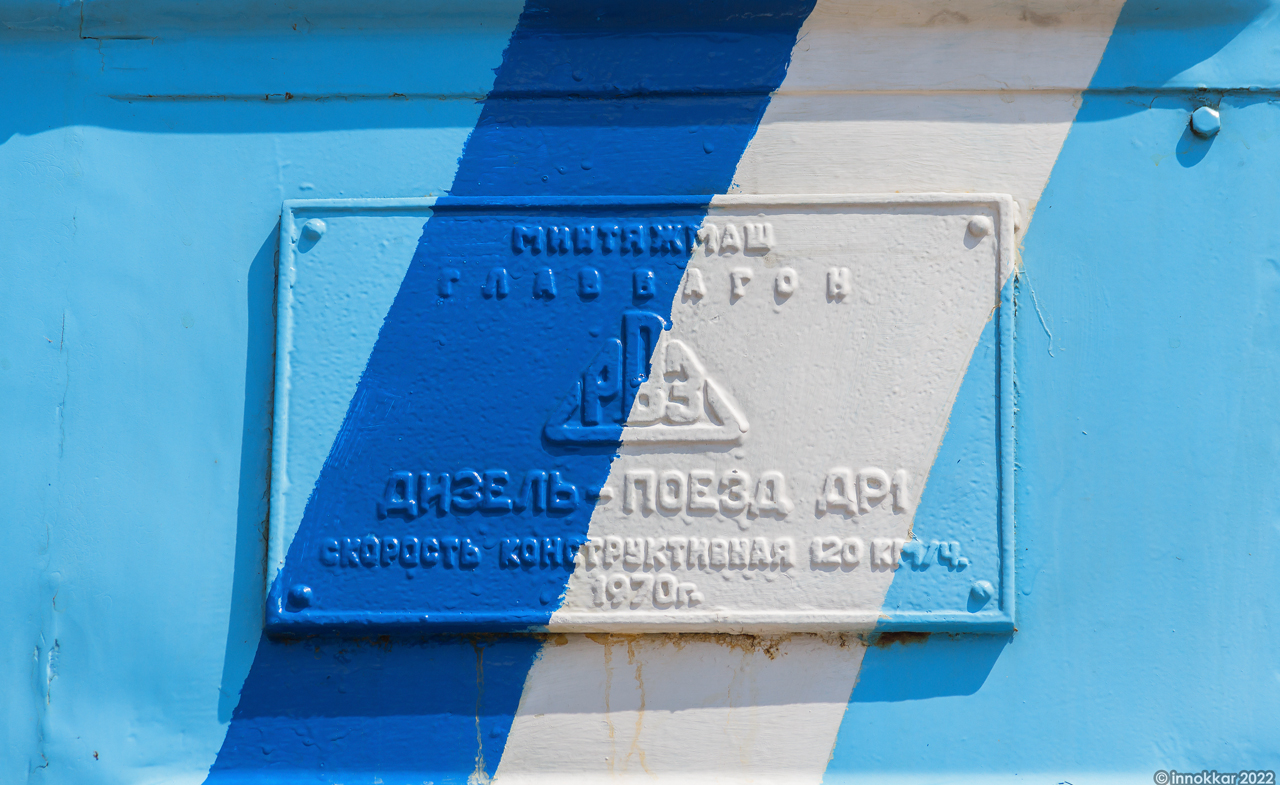 МИНТЯЖМАШ
ГЛАВВАГОН
РВЗ
ДИЗЕЛЬ-ПОЕЗД ДР1
СКОРОСТЬ КОНСТРУКТИВНАЯ 120 КМ/Ч.
1970г.
©innokkar 2022